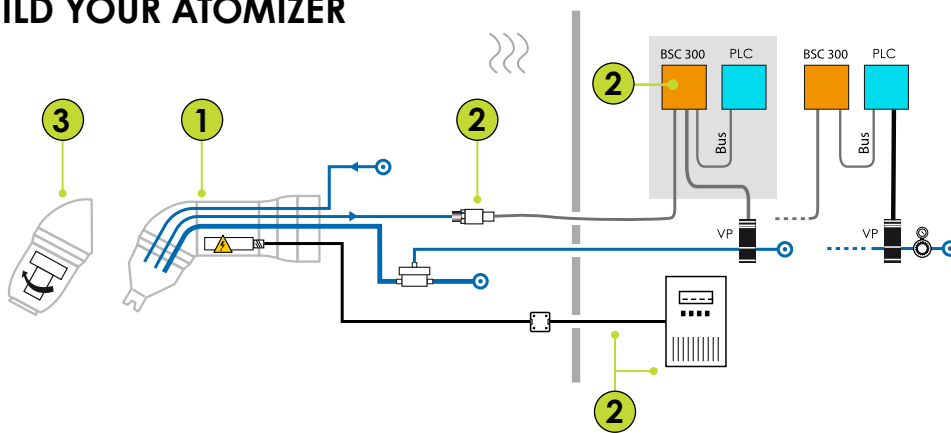 ILD YOUR ATOMIZER
BSC 300 PLC BSC 300 PLC
2
3 1 2
Bus Bus
VP VP
2